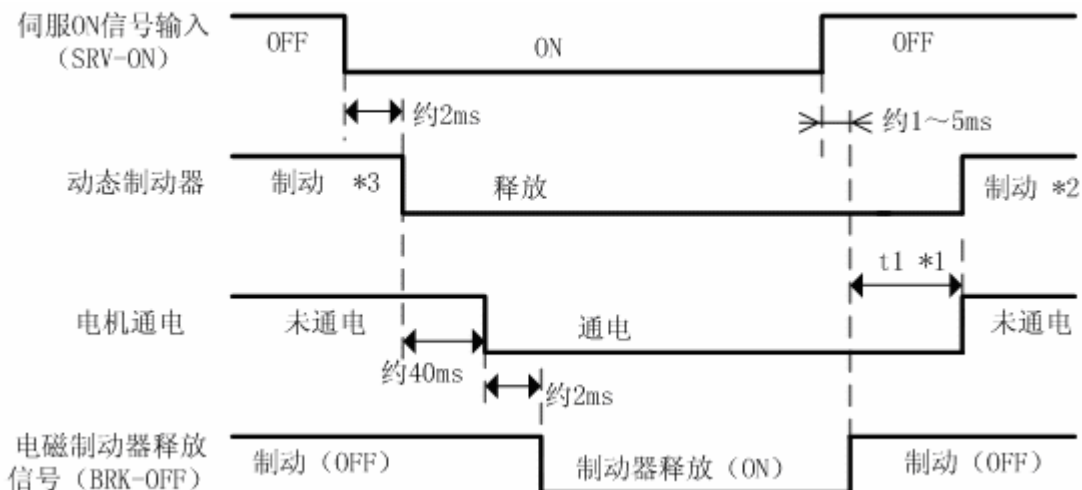 伺服ON信号输入
（SRV-ON）
OFF
ON
OFF
约2ms
约1～5ms
动态制动器
制动 *3
释放
制动 *2
t1 *1
电机通电
未通电
通电
未通电
约40ms
约2ms
电磁制动器释放
信号（BRK-OFF）
制动（OFF）
制动器释放（ON）
制动（OFF）